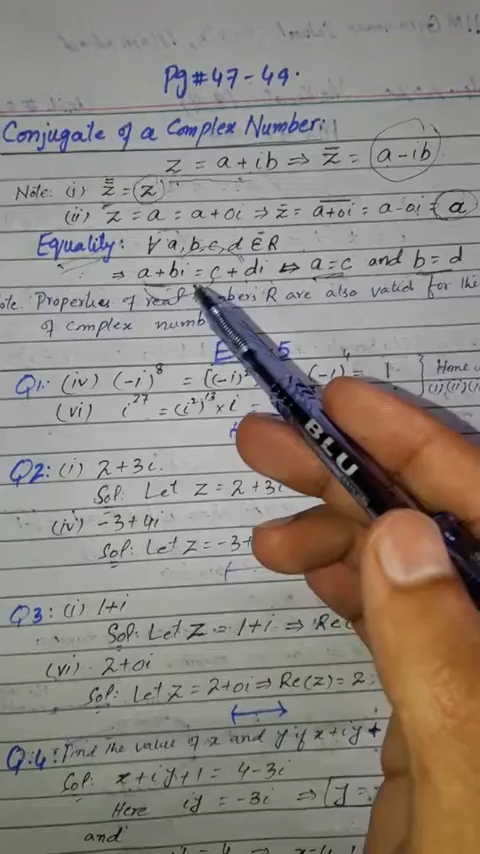 Pg#47-49.
Conjugate of a Complex Number:
z = a+ib ⇒ z̅ = a-ib
Note: (i) z̿ = z
(ii) z = a = a+0i ⇒ z̅ = \overline{a+0i} = a-0i = a
Equality: ∀ a,b,c,d ∈ R
⇒ a+bi = c+di ⇔ a=c and b=d
Note: Properties of real numbers R are also valid for the
of complex numb
Q1: (iv) (-i)⁸ = (-1)⁴ = 1 Home
(vi) i²⁷ = (i²)¹³ × i =
Q2: (i) 2+3i.
Sol: Let Z = 2+3i
(iv) -3+4i
Sol: Let Z = -3+
Q3: (i) 1+i
Sol: Let Z = 1+i ⇒ Re
(vi) 2+0i
Sol: Let Z = 2+0i ⇒ Re(z) = 2
Q:4: Find the value of x and y if x+iy+
Sol: x+iy+1 = 4-3i
Here iy = -3i ⇒ y =
and
BLU